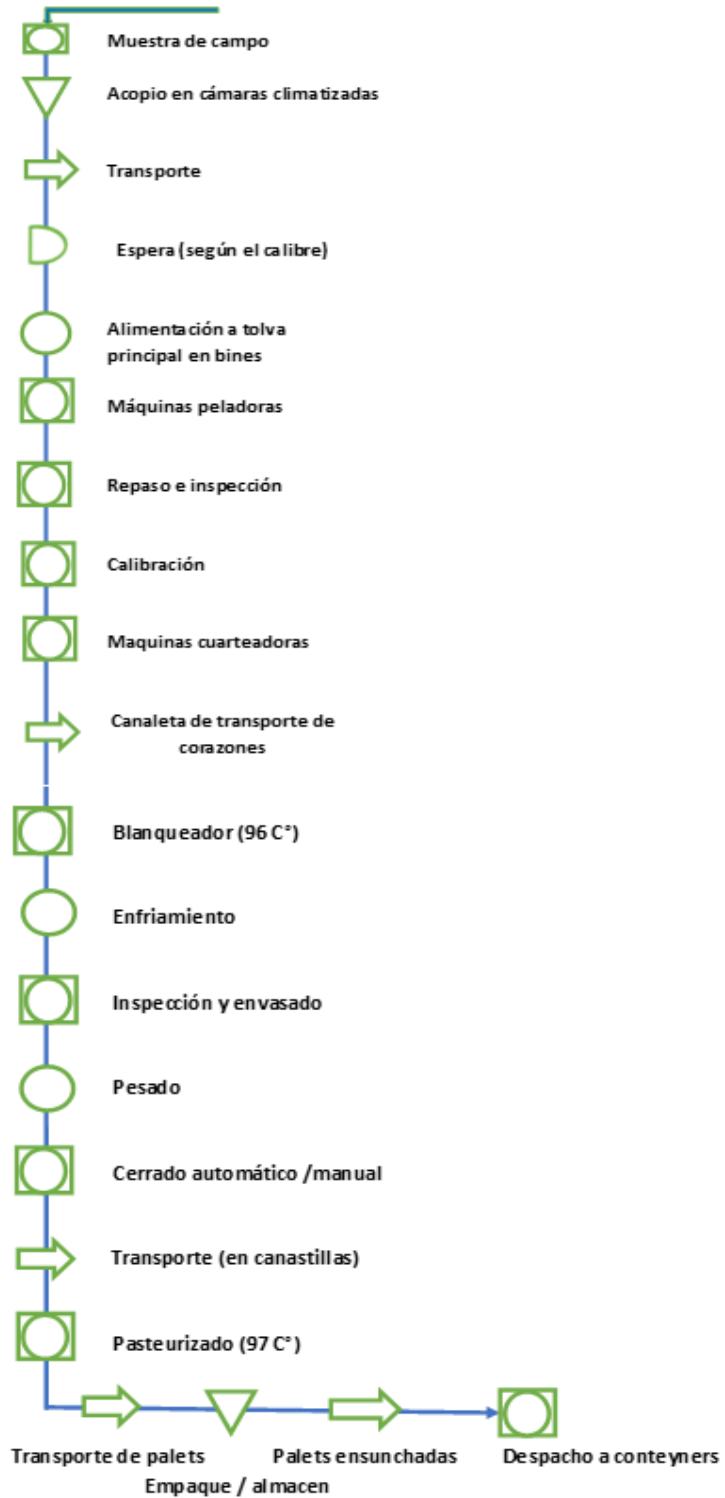 Muestra de campo
Acopio en cámaras climatizadas
Transporte
Espera (según el calibre)
Alimentación a tolva
principal en bines
Máquinas peladoras
Repaso e inspección
Calibración
Maquinas cuarteadoras
Canaleta de transporte de
corazones
Blanqueador (96 C°)
Enfriamiento
Inspección y envasado
Pesado
Cerrado automático /manual
Transporte (en canastillas)
Pasteurizado (97 C°)
Transporte de palets
Palets ensunchadas
Despacho a conteyners
Empaque / almacen